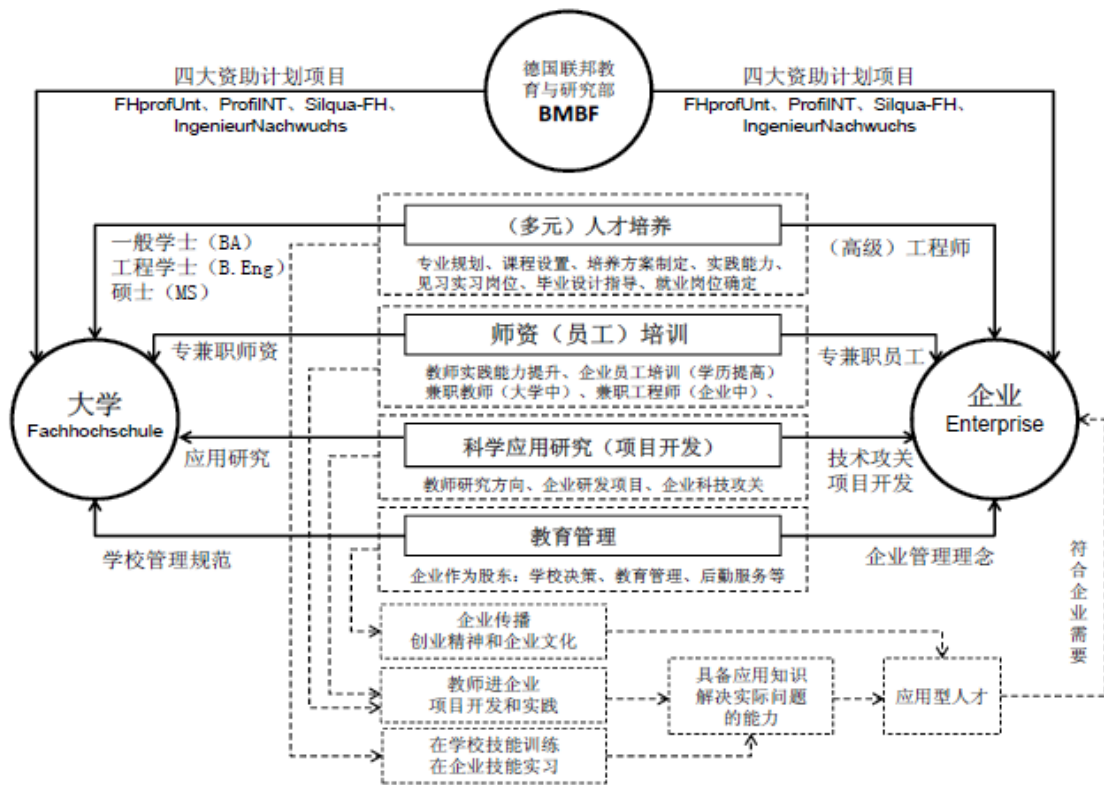 德国联邦教
育与研究部
BMBF
四大资助计划项目
FHprofUnt、ProfilNT、Silqua-FH、
IngenieurNachwuchs
四大资助计划项目
FHprofUnt、ProfilNT、Silqua-FH、
IngenieurNachwuchs
(多元)人才培养
专业规划、课程设置、培养方案制定、实践能力、
见习实习岗位、毕业设计指导、就业岗位确定
一般学士(BA)
工程学士(B.Eng)
硕士(MS)
(高级)工程师
师资(员工)培训
教师实践能力提升、企业员工培训(学历提高)
兼职教师(大学中)、兼职工程师(企业中)、
专兼职师资
专兼职员工
大学
Fachhochschule
企业
Enterprise
科学应用研究(项目开发)
教师研究方向、企业研发项目、企业科技攻关
应用研究
技术攻关
项目开发
教育管理
企业作为股东:学校决策、教育管理、后勤服务等
学校管理规范
企业管理理念
符合企业需要
企业传播
创业精神和企业文化
教师进企业
项目开发和实践
在学校技能训练
在企业技能实习
具备应用知识
解决实际问题
的能力
应用型人才